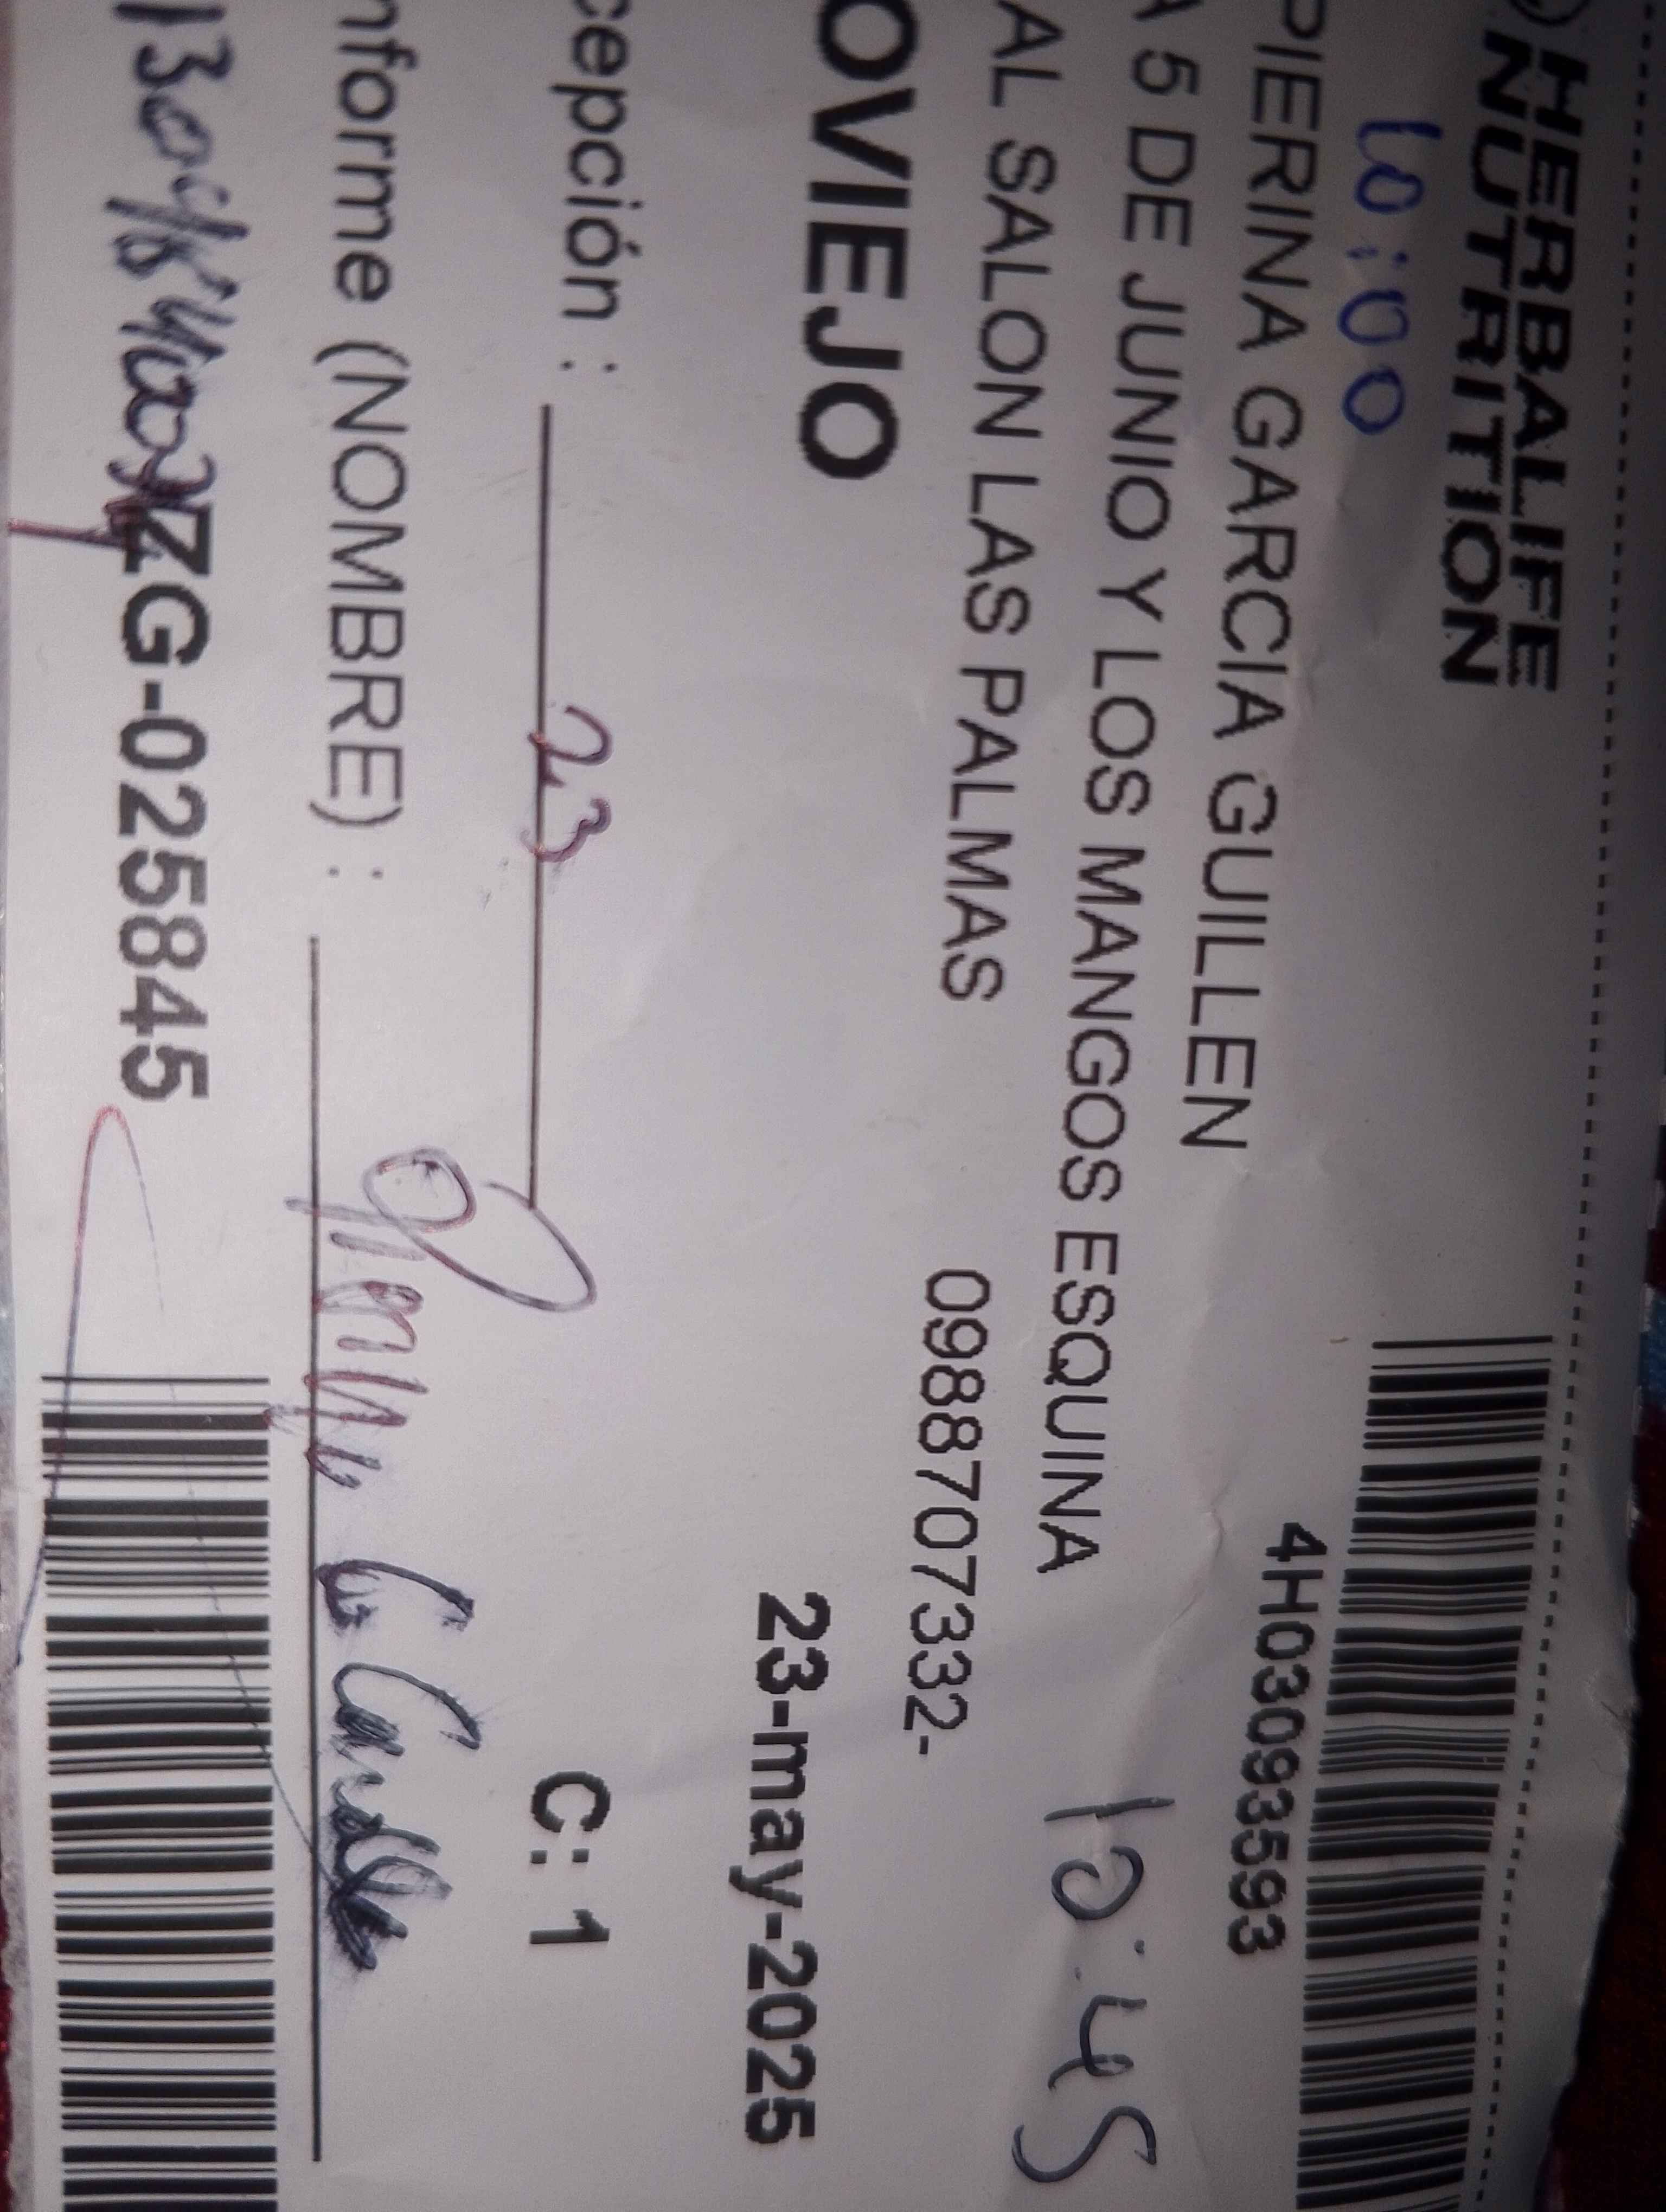 HERBALIFE
NUTRITION
10:00
4H03093593
PIERINA GARCIA GUILLEN
A 5 DE JUNIO Y LOS MANGOS ESQUINA
10:45
AL SALON LAS PALMAS 0988707332-
OVIEJO
23-may-2025
cepción : 23
C: 1
nforme (NOMBRE) :
ZG-025845